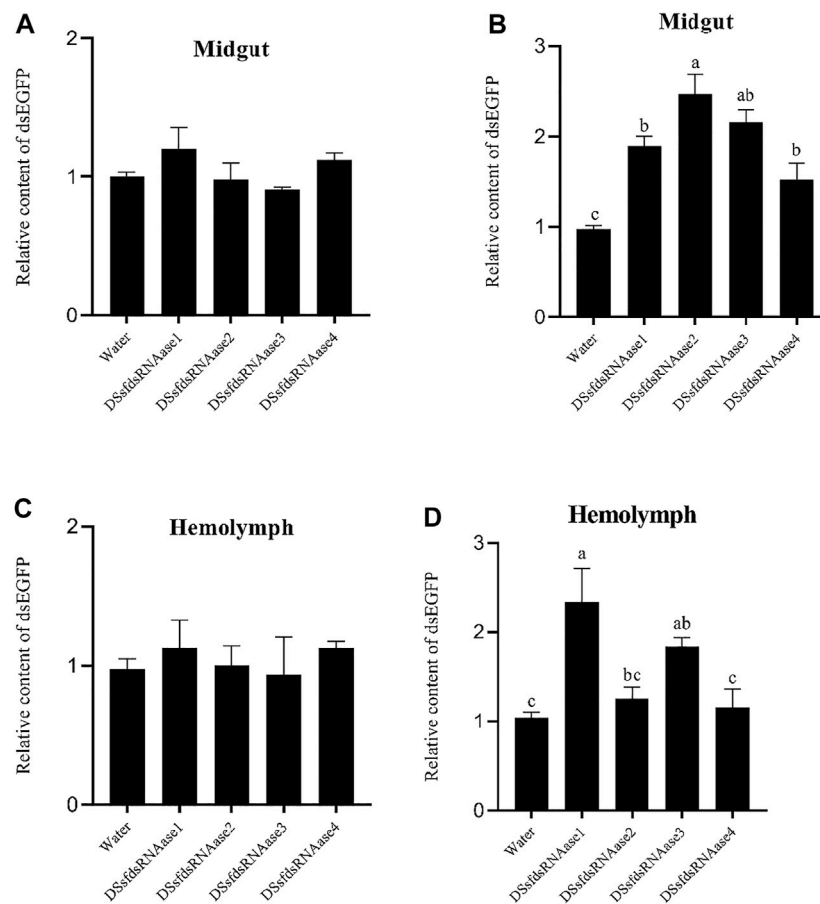 A
Midgut
Relative content of dsEGFP
2
1
0
Water
DSsfdsRNAase1
DSsfdsRNAase2
DSsfdsRNAase3
DSsfdsRNAase4
B
Midgut
Relative content of dsEGFP
3
2
1
0
c
b
a
ab
b
Water
DSsfdsRNAase1
DSsfdsRNAase2
DSsfdsRNAase3
DSsfdsRNAase4
C
Hemolymph
Relative content of dsEGFP
2
1
0
Water
DSsfdsRNAase1
DSsfdsRNAase2
DSsfdsRNAase3
DSsfdsRNAase4
D
Hemolymph
Relative content of dsEGFP
3
2
1
0
c
a
bc
ab
c
Water
DSsfdsRNAase1
DSsfdsRNAase2
DSsfdsRNAase3
DSsfdsRNAase4